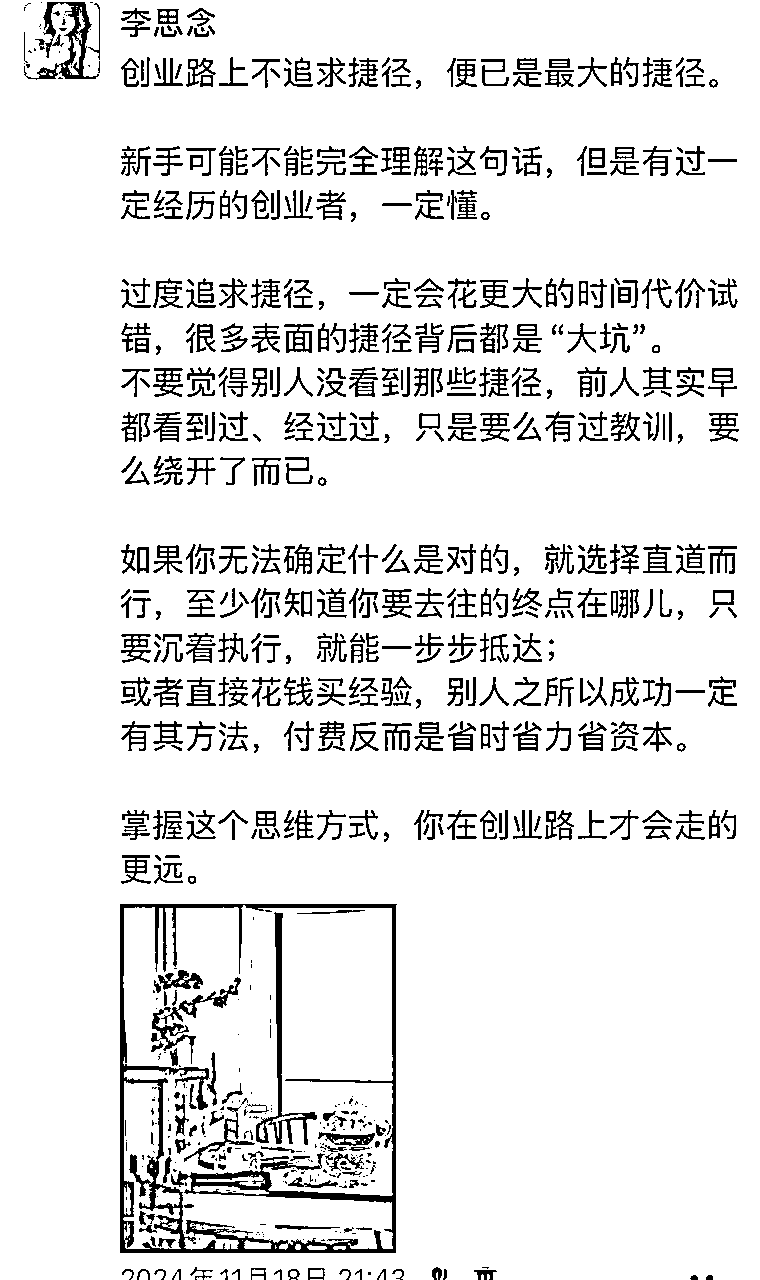 李思念
创业路上不追求捷径，便已是最大的捷径。
新手可能不能完全理解这句话，但是有过一
定经历的创业者，一定懂。
过度追求捷径，一定会花更大的时间代价试
错，很多表面的捷径背后都是“大坑”。
不要觉得别人没看到那些捷径，前人其实早
都看到过、经过过，只是要么有过教训，要
么绕开了而已。
如果你无法确定什么是对的，就选择直道而
行，至少你知道你要去往的终点在哪儿，只
要沉着执行，就能一步步抵达；
或者直接花钱买经验，别人之所以成功一定
有其方法，付费反而是省时省力省资本。
掌握这个思维方式，你在创业路上才会走的
更远。
2024年11月18日 21:43